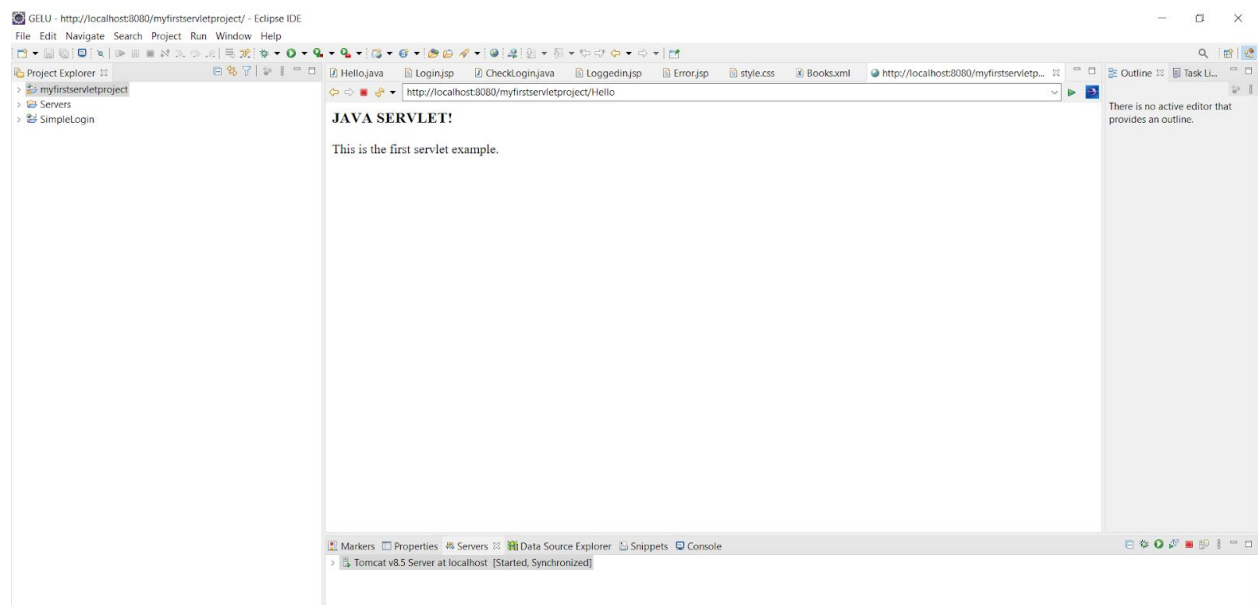 GELU - http://localhost:8080/myfirstservletproject/ - Eclipse IDE
File Edit Navigate Search Project Run Window Help
Project Explorer
myfirstservletproject
Servers
SimpleLogin
Hello.java Login.jsp CheckLogin.java Loggedin.jsp Error.jsp style.css Books.xml http://localhost:8080/myfirstservletp...
http://localhost:8080/myfirstservletproject/Hello
JAVA SERVLET!
This is the first servlet example.
Outline Task Li...
There is no active editor that
provides an outline.
Markers Properties Servers Data Source Explorer Snippets Console
Tomcat v8.5 Server at localhost [Started, Synchronized]